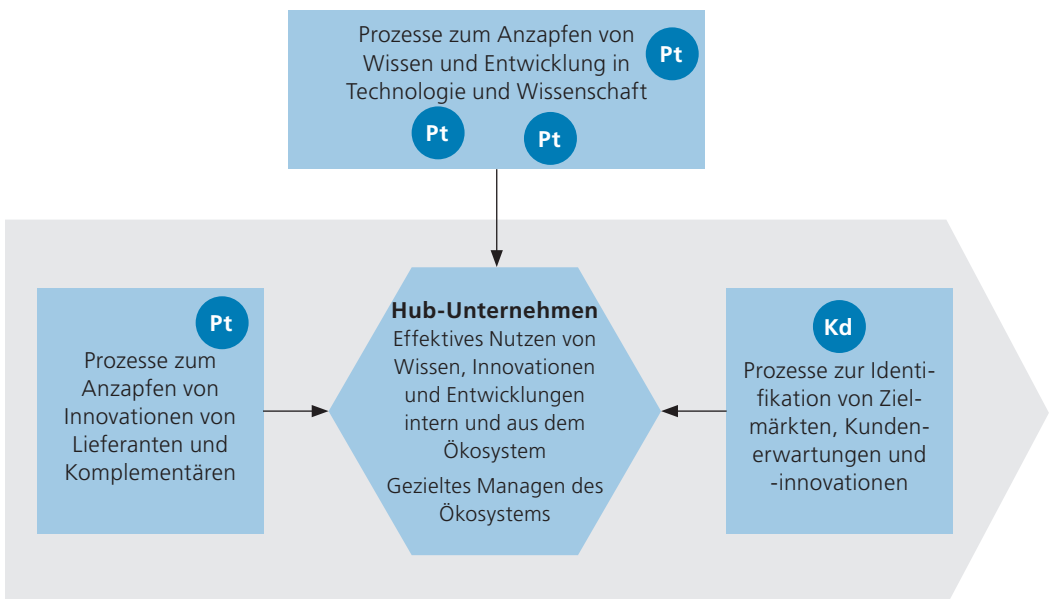 Prozesse zum Anzapfen von
Wissen und Entwicklung in
Technologie und Wissenschaft
Pt
Pt
Pt
Pt
Prozesse zum
Anzapfen von
Innovationen von
Lieferanten und
Komplementären
Hub-Unternehmen
Effektives Nutzen von
Wissen, Innovationen
und Entwicklungen
intern und aus dem
Ökosystem
Gezieltes Managen des
Ökosystems
Kd
Prozesse zur Identi-
fikation von Ziel-
märkten, Kunden-
erwartungen und
-innovationen